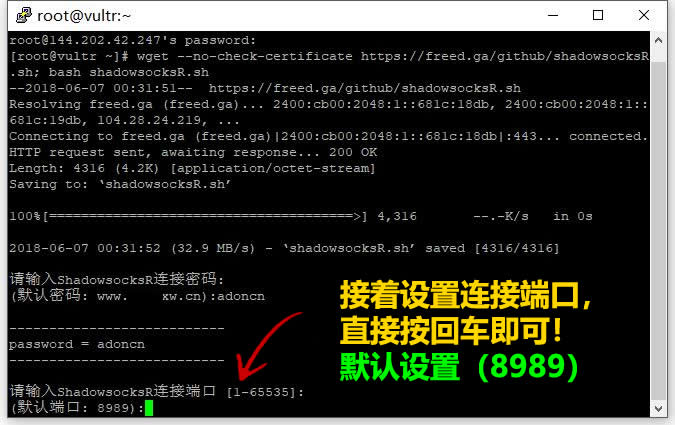 root@vultr:~
root@144.202.42.247's password:
[root@vultr ~]# wget --no-check-certificate https://freed.ga/github/shadowsocksR
.sh; bash shadowsocksR.sh
--2018-06-07 00:31:51--  https://freed.ga/github/shadowsocksR.sh
Resolving freed.ga (freed.ga)... 2400:cb00:2048:1::681c:18db, 2400:cb00:2048:1::
681c:19db, 104.28.24.219, ...
Connecting to freed.ga (freed.ga)|2400:cb00:2048:1::681c:18db|:443... connected.
HTTP request sent, awaiting response... 200 OK
Length: 4316 (4.2K) [application/octet-stream]
Saving to: ‘shadowsocksR.sh’
100%[======================================>] 4,316       --.-K/s   in 0s
2018-06-07 00:31:52 (32.9 MB/s) - ‘shadowsocksR.sh’ saved [4316/4316]
请输入ShadowsocksR连接密码:
(默认密码: www.    xw.cn):adoncn
---------------------------
password = adoncn
---------------------------
请输入ShadowsocksR连接端口 [1-65535]:
(默认端口: 8989):
接着设置连接端口，
直接按回车即可！
默认设置（8989）